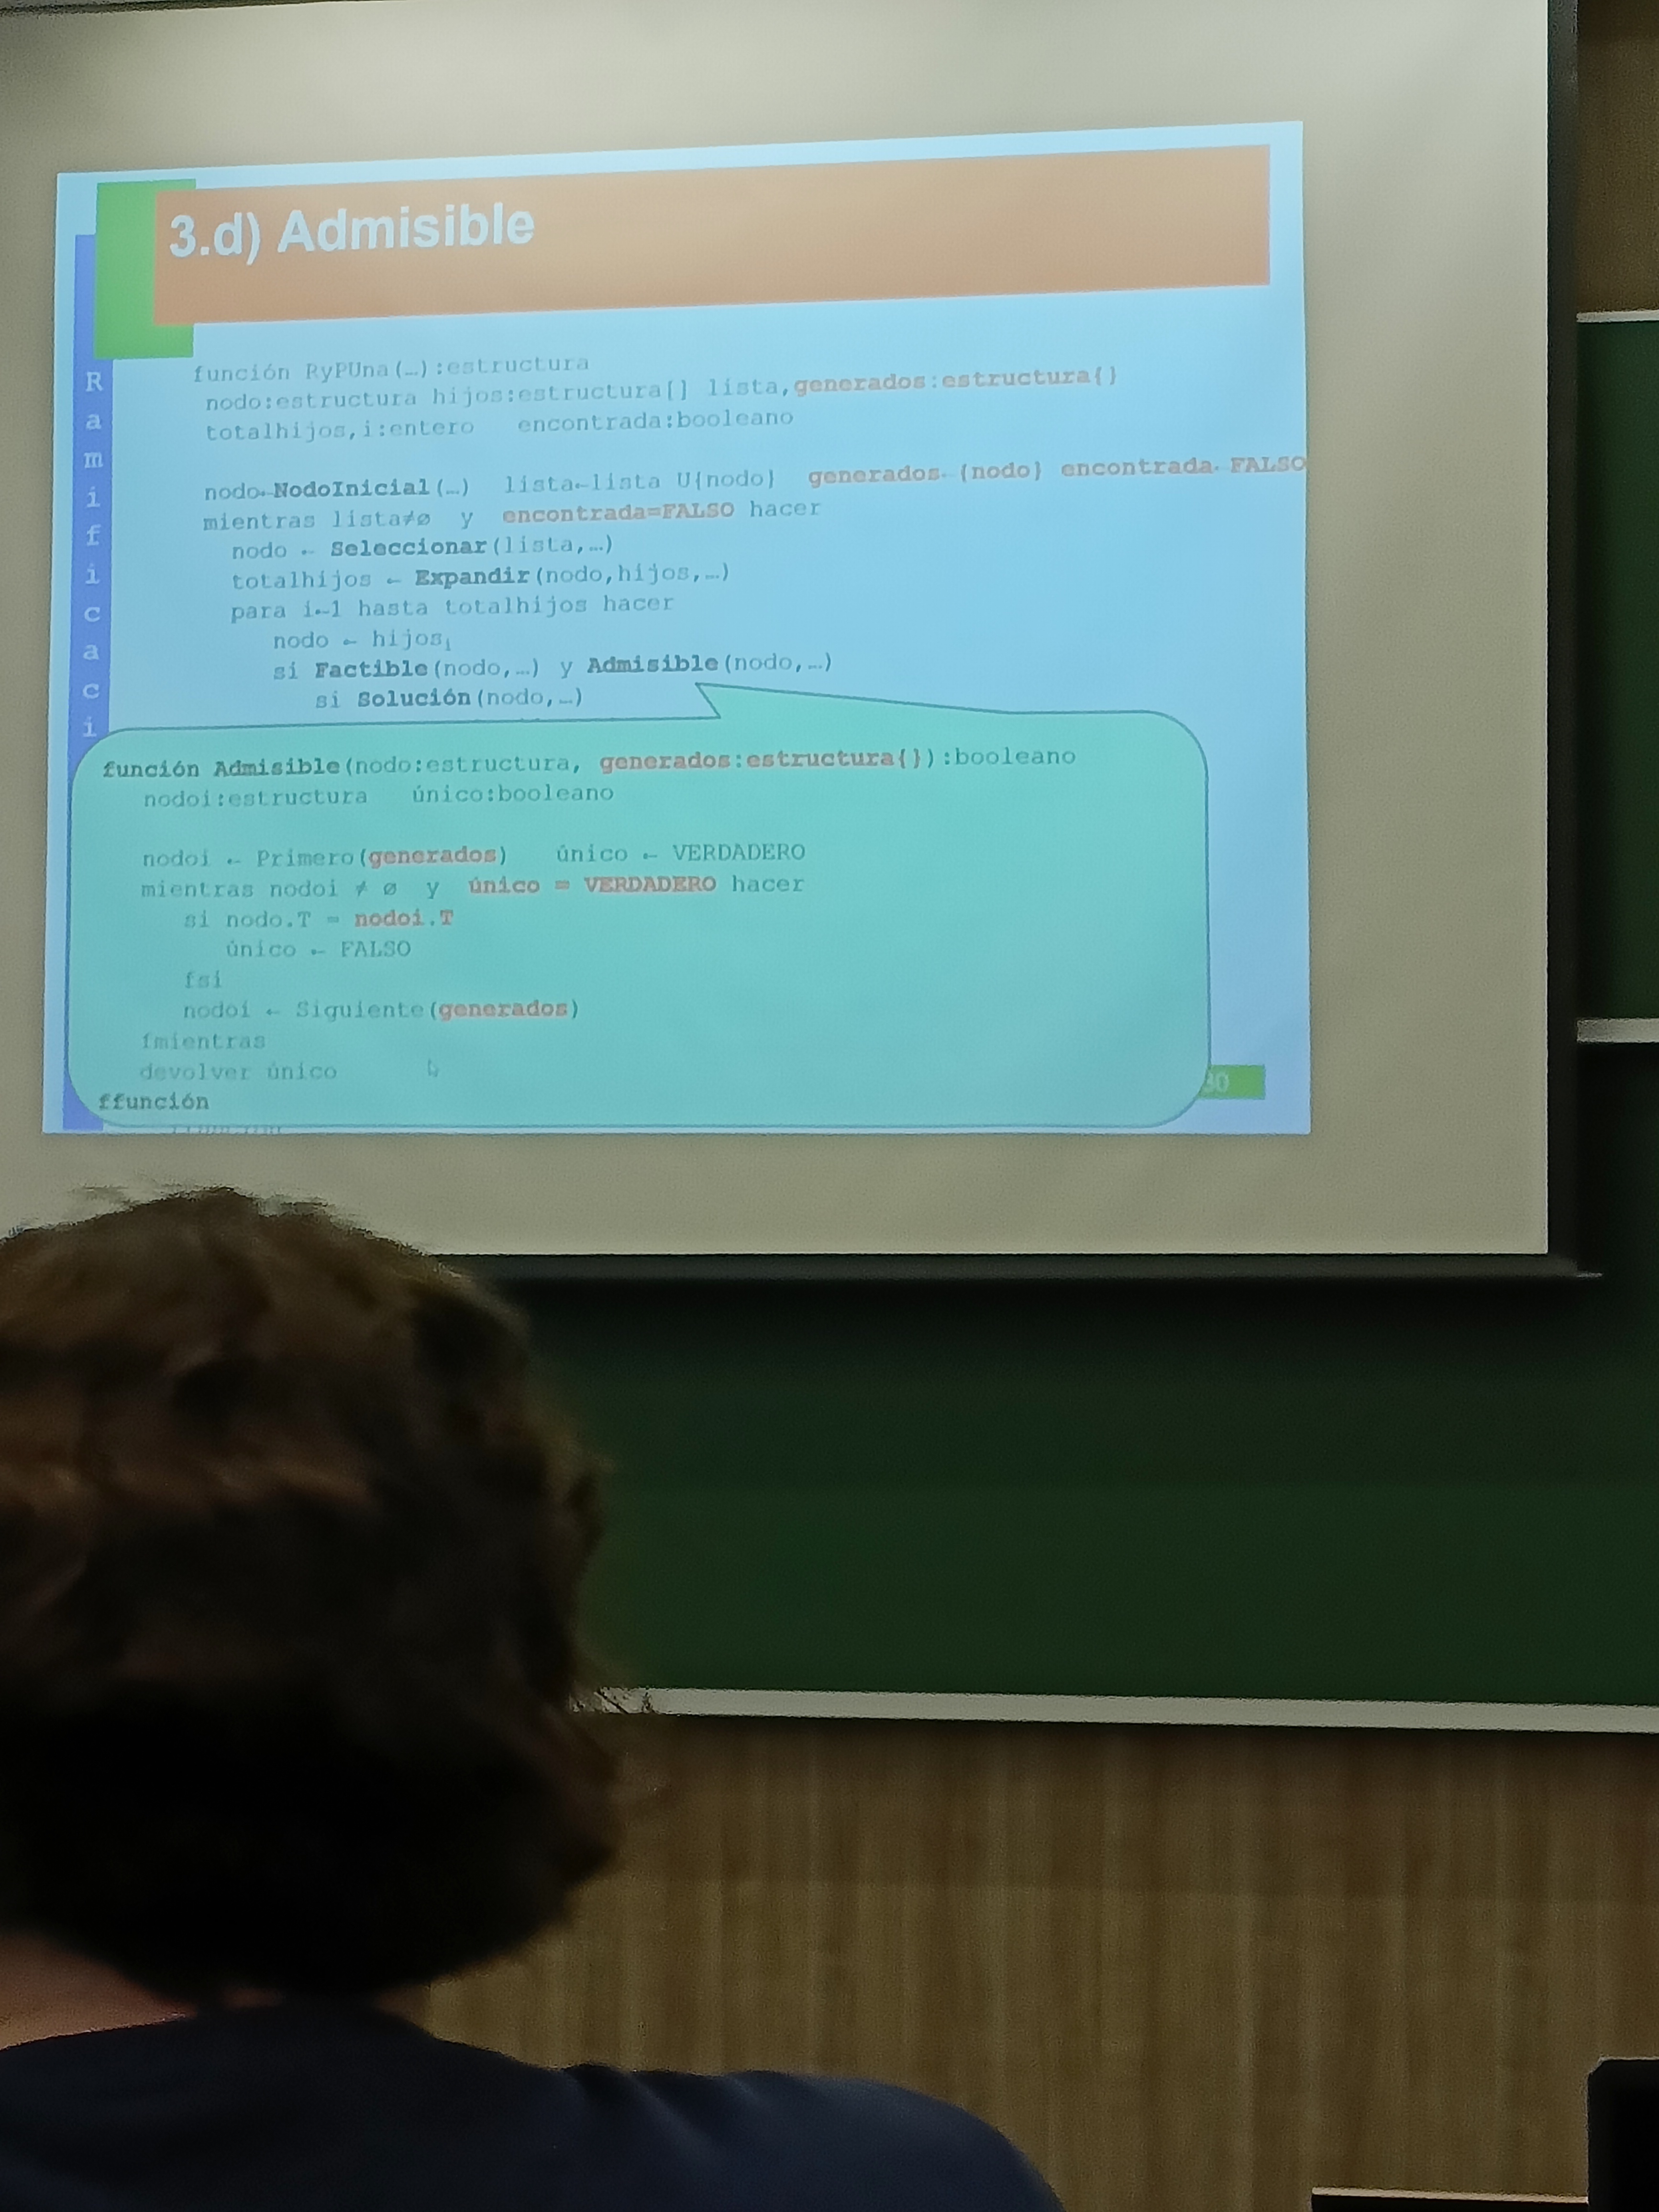 3.d) Admisible
R
a
m
i
f
i
c
a
c
i
función RyPUna(…):estructura
nodo:estructura hijos:estructura[] lista,generados:estructura{}
totalhijos,i:entero encontrada:booleano
nodo←NodoInicial(…) lista←lista U{nodo} generados← {nodo} encontrada← FALSO
mientras lista≠ø y encontrada=FALSO hacer
nodo ← Seleccionar(lista,…)
totalhijos ← Expandir(nodo,hijos,…)
para i←1 hasta totalhijos hacer
nodo ← hijosi
si Factible(nodo,…) y Admisible(nodo,…)
si Solución(nodo,…)
función Admisible(nodo:estructura, generados:estructura{}):booleano
nodoi:estructura único:booleano
nodoi ← Primero(generados) único ← VERDADERO
mientras nodoi ≠ ø y único = VERDADERO hacer
si nodo.T = nodoi.T
único ← FALSO
fsi
nodoi ← Siguiente(generados)
fmientras
devolver único
ffunción